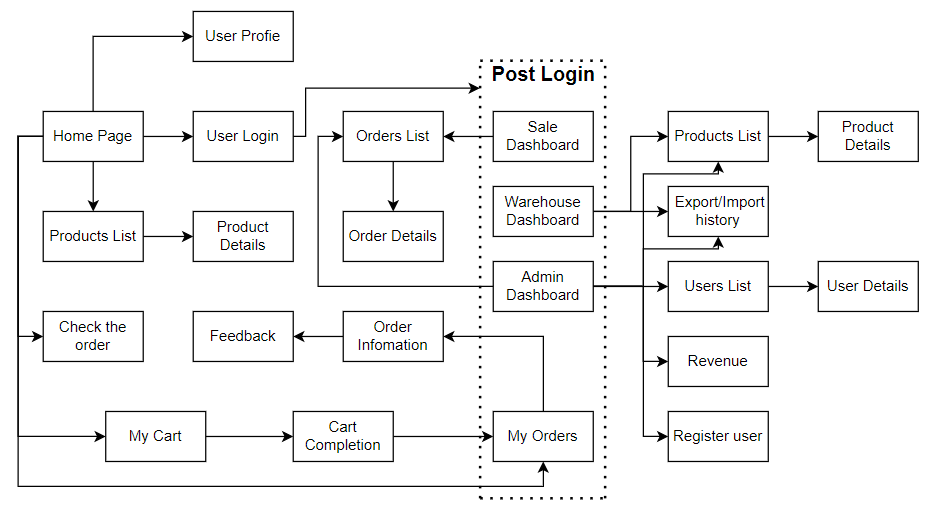 User Profie
Post Login
Home Page
User Login
Orders List
Sale
Dashboard
Products List
Product
Details
Warehouse
Dashboard
Export/Import
history
Products List
Product
Details
Order Details
Admin
Dashboard
Users List
User Details
Check the
order
Feedback
Order
Infomation
Revenue
My Cart
Cart
Completion
My Orders
Register user